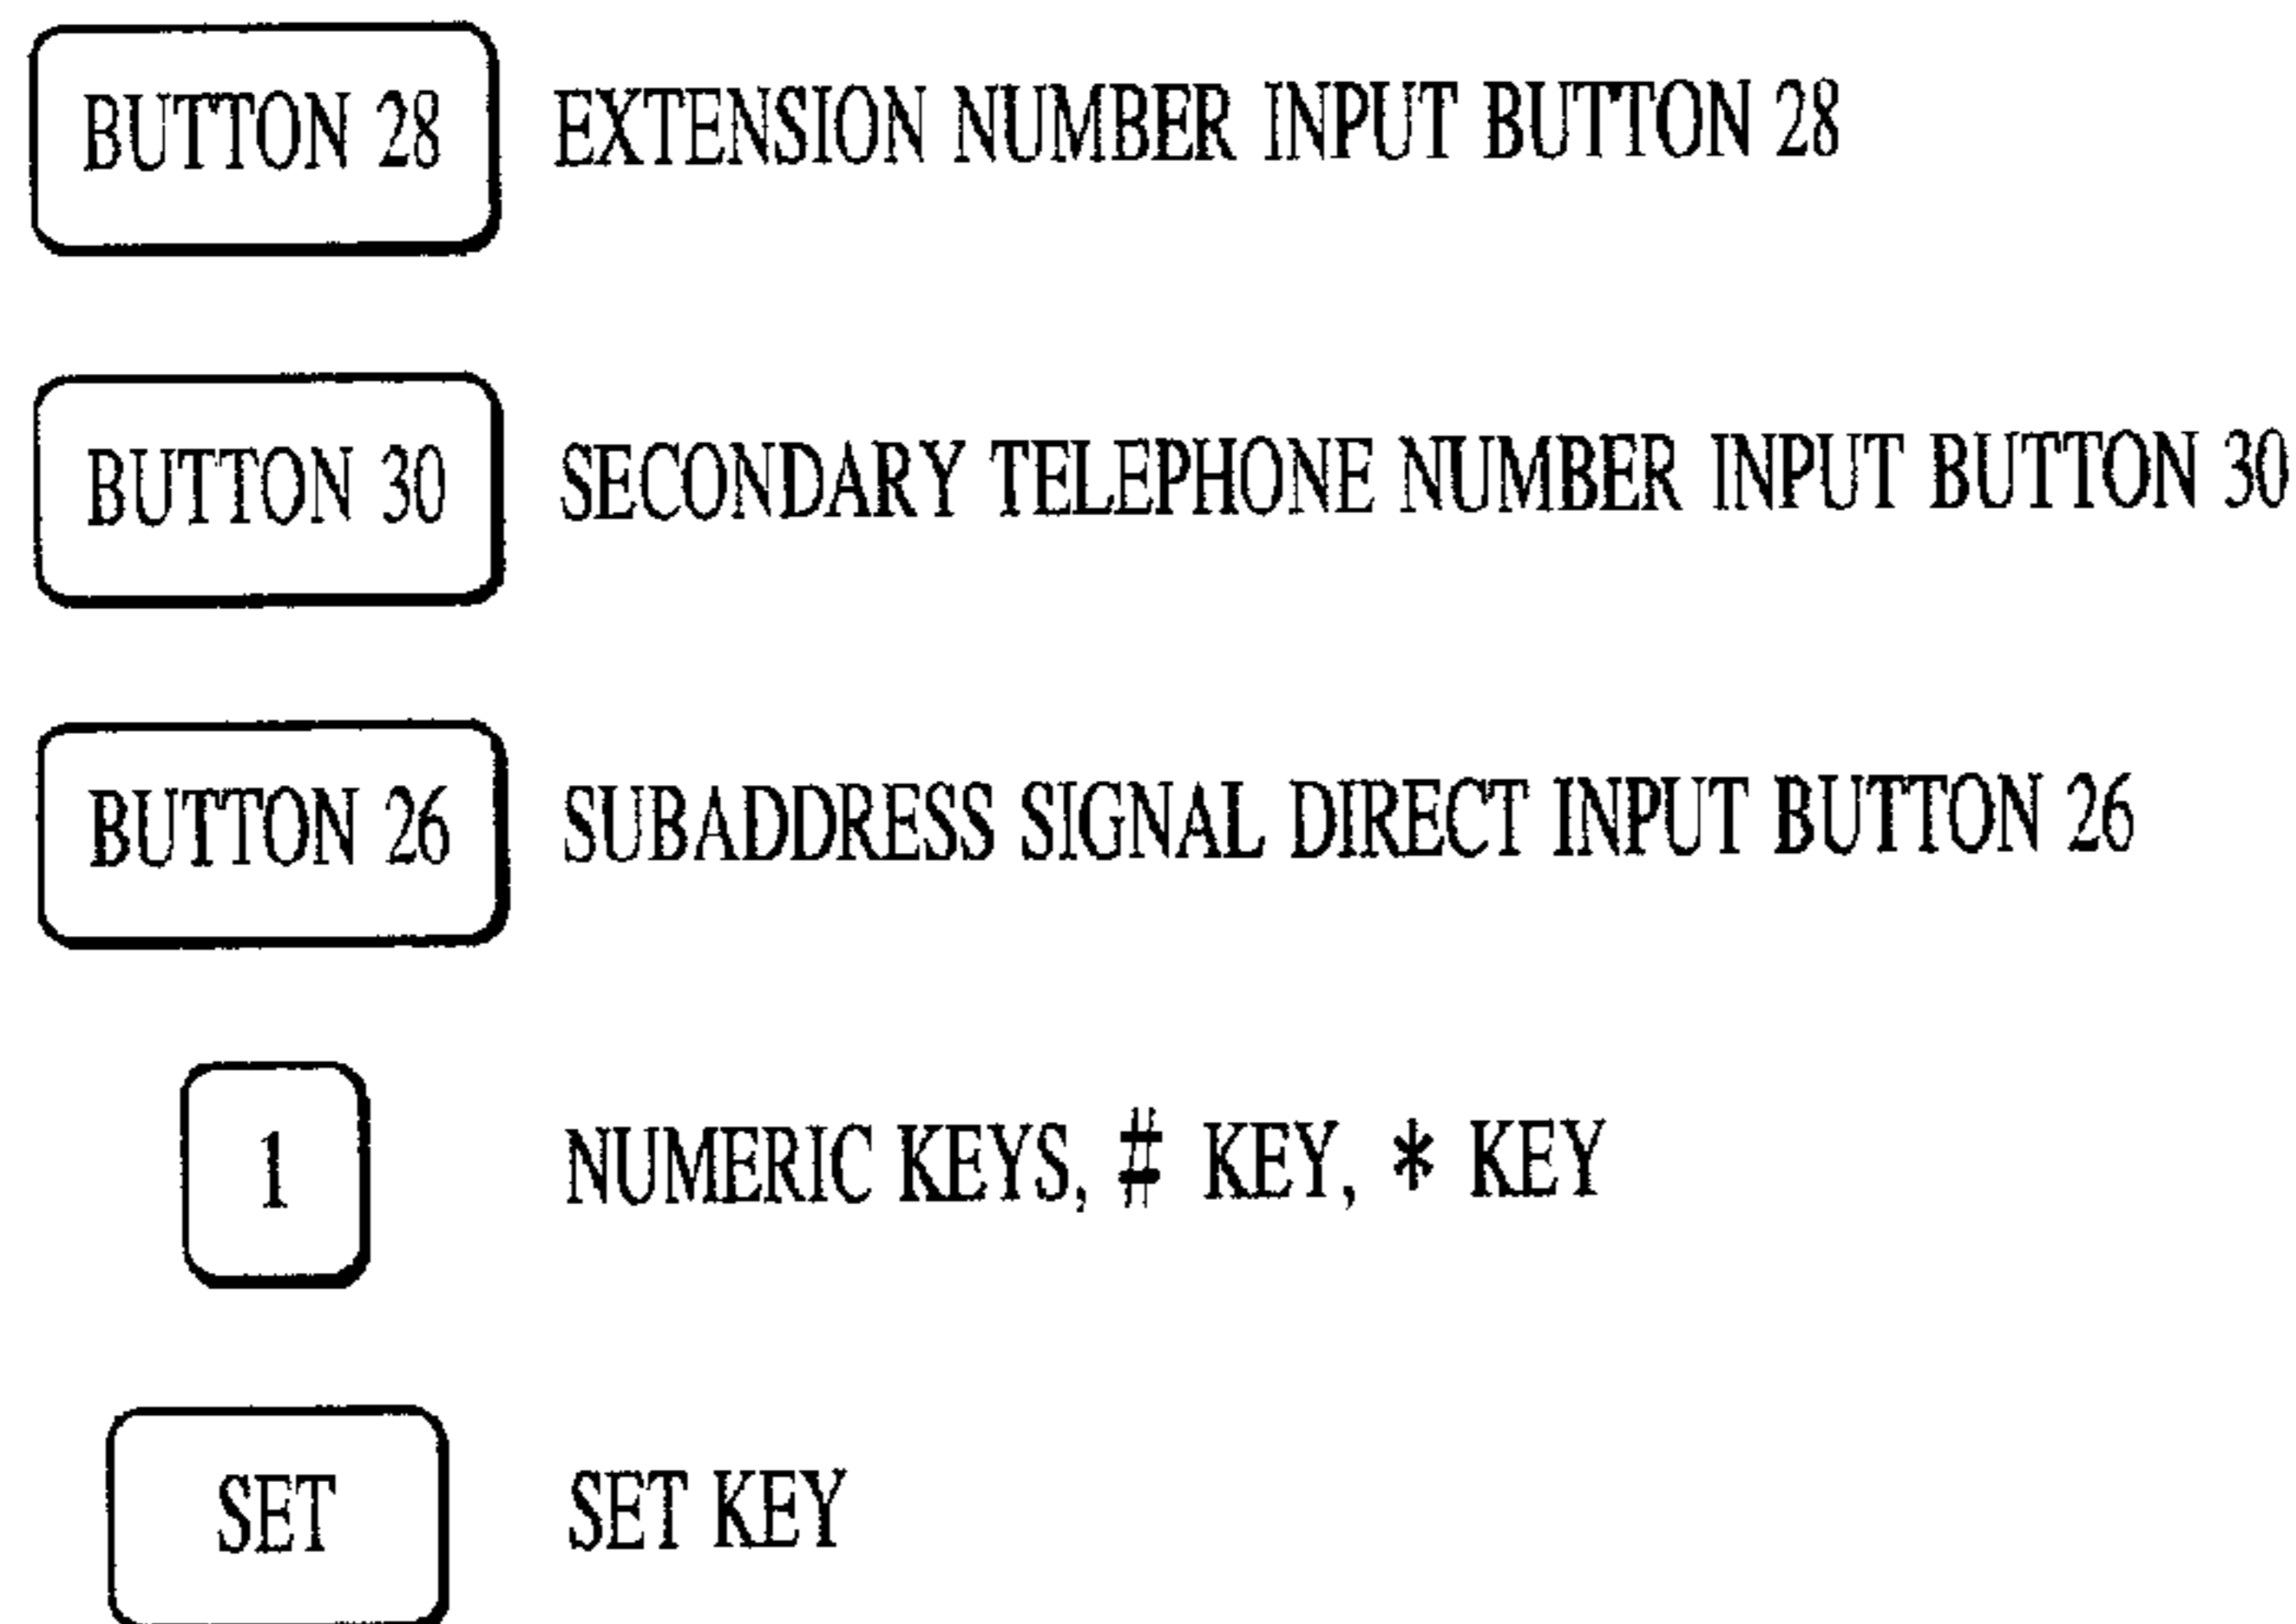 BUTTON 28 EXTENSION NUMBER INPUT BUTTON 28
BUTTON 30 SECONDARY TELEPHONE NUMBER INPUT BUTTON 30
BUTTON 26 SUBADDRESS SIGNAL DIRECT INPUT BUTTON 26
1 NUMERIC KEYS, # KEY, * KEY
SET SET KEY